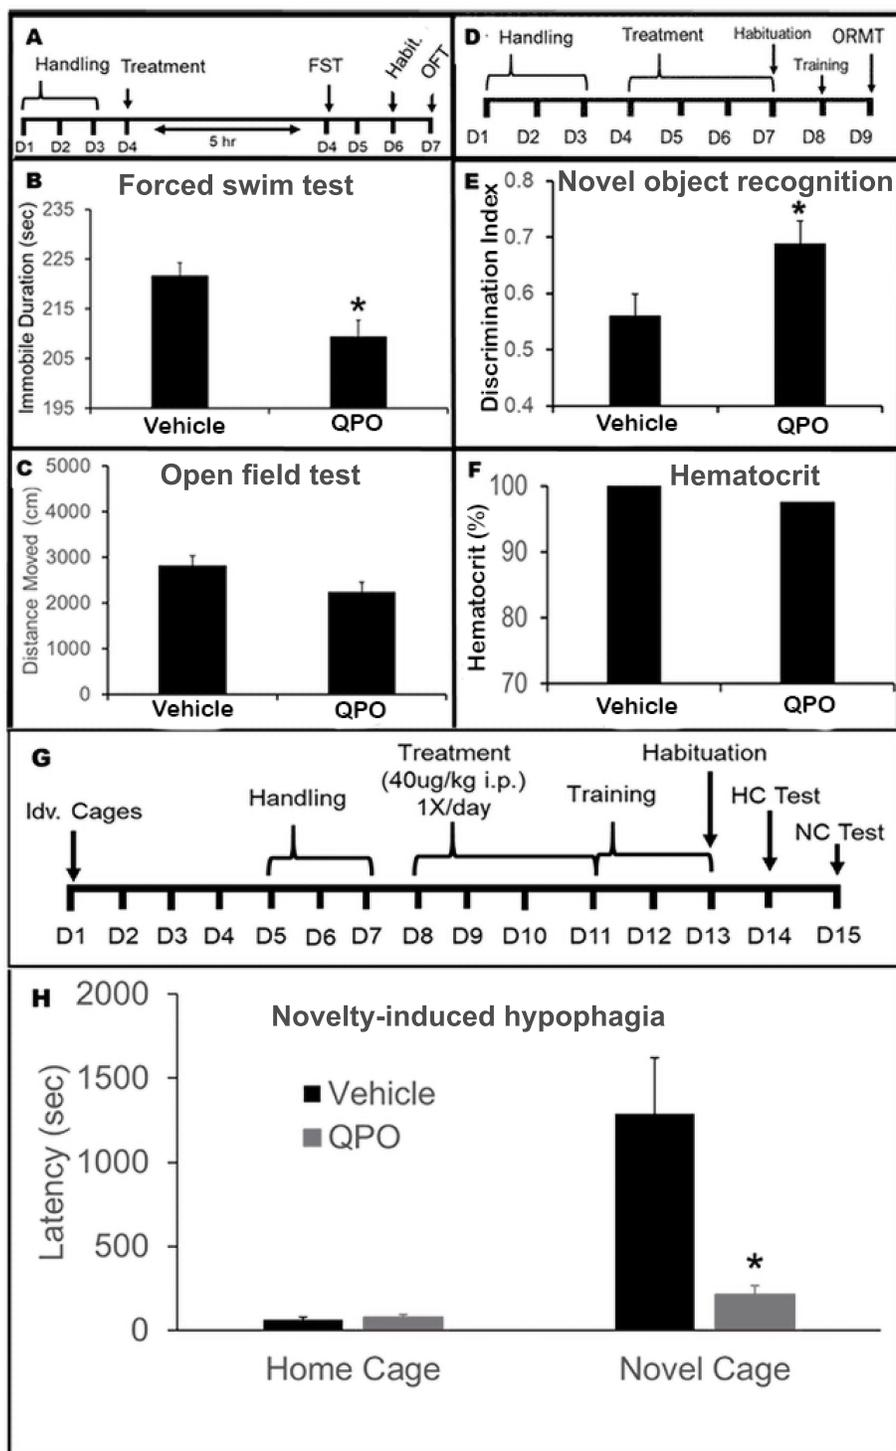 A
Handling
Treatment
FST
Habit.
OFT
D1 D2 D3 D4 5 hr D4 D5 D6 D7
D
Handling
Treatment
Habituation
ORMT
Training
D1 D2 D3 D4 D5 D6 D7 D8 D9
B
Forced swim test
Immobile Duration (sec)
235
225
215
205
195
*
Vehicle QPO
E
Novel object recognition
Discrimination Index
0.8
0.7
0.6
0.5
0.4
*
Vehicle QPO
C
Open field test
Distance Moved (cm)
5000
4000
3000
2000
1000
0
Vehicle QPO
F
Hematocrit
Hematocrit (%)
100
90
80
70
Vehicle QPO
G
Idv. Cages
Handling
Treatment
(40ug/kg i.p.)
1X/day
Training
Habituation
HC Test
NC Test
D1 D2 D3 D4 D5 D6 D7 D8 D9 D10 D11 D12 D13 D14 D15
H
Novelty-induced hypophagia
Latency (sec)
2000
1500
1000
500
0
Vehicle
QPO
*
Home Cage Novel Cage